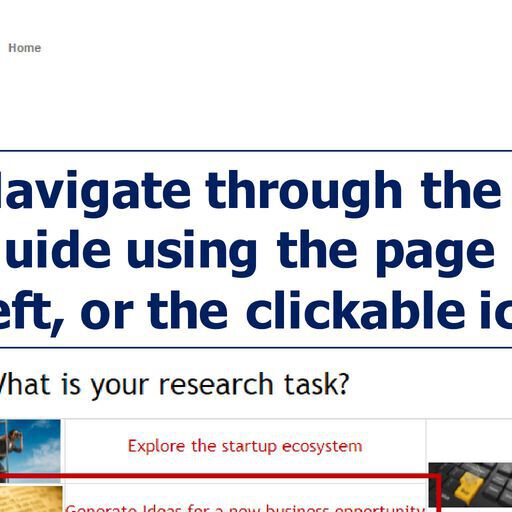 Home
avigate through the
uide using the page
eft, or the clickable ic
What is your research task?
Explore the startup ecosystem
Generate Ideas for a new business opportunity